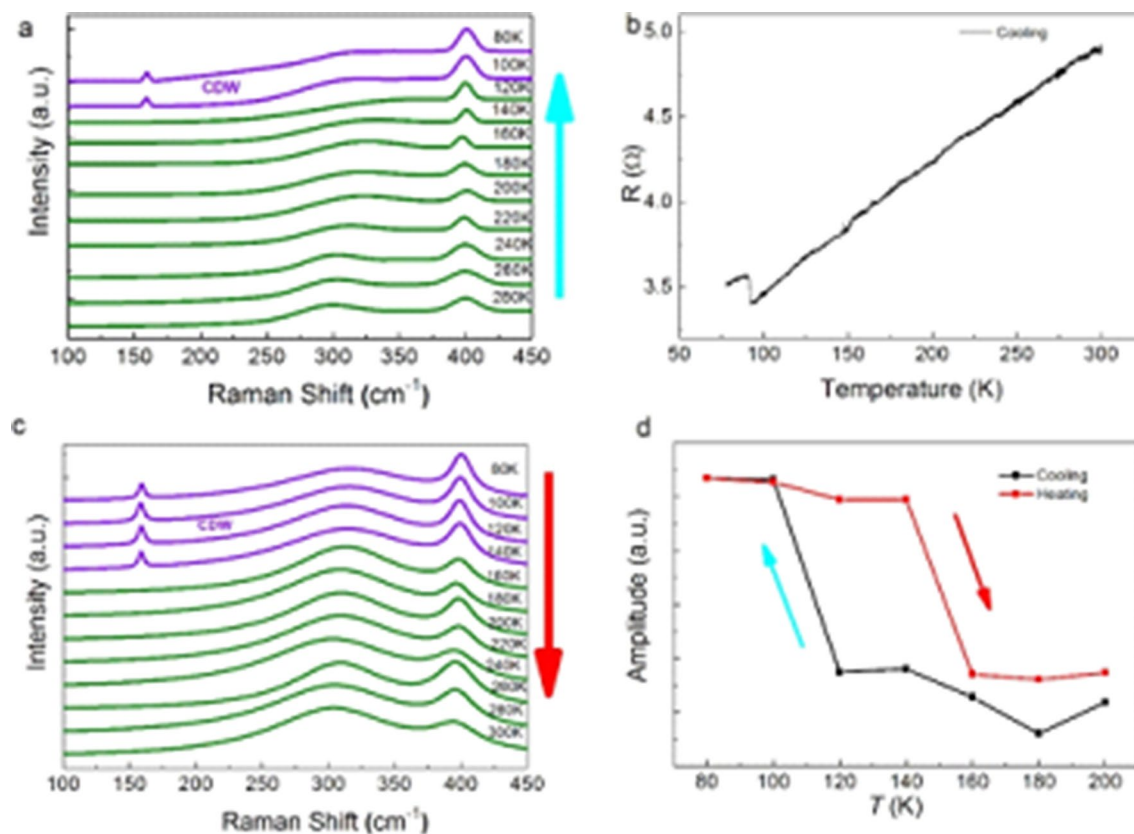 a
Intensity (a.u.)
80K
100K
CDW
120K
140K
160K
180K
200K
220K
240K
260K
280K
100 150 200 250 300 350 400 450
Raman Shift (cm⁻¹)
b
Cooling
R (Ω)
5.0
4.5
4.0
3.5
50 100 150 200 250 300
Temperature (K)
c
Intensity (a.u.)
80K
100K
CDW
120K
140K
160K
180K
200K
220K
240K
260K
280K
300K
100 150 200 250 300 350 400 450
Raman Shift (cm⁻¹)
d
Cooling
Heating
Amplitude (a.u.)
80 100 120 140 160 180 200
T (K)